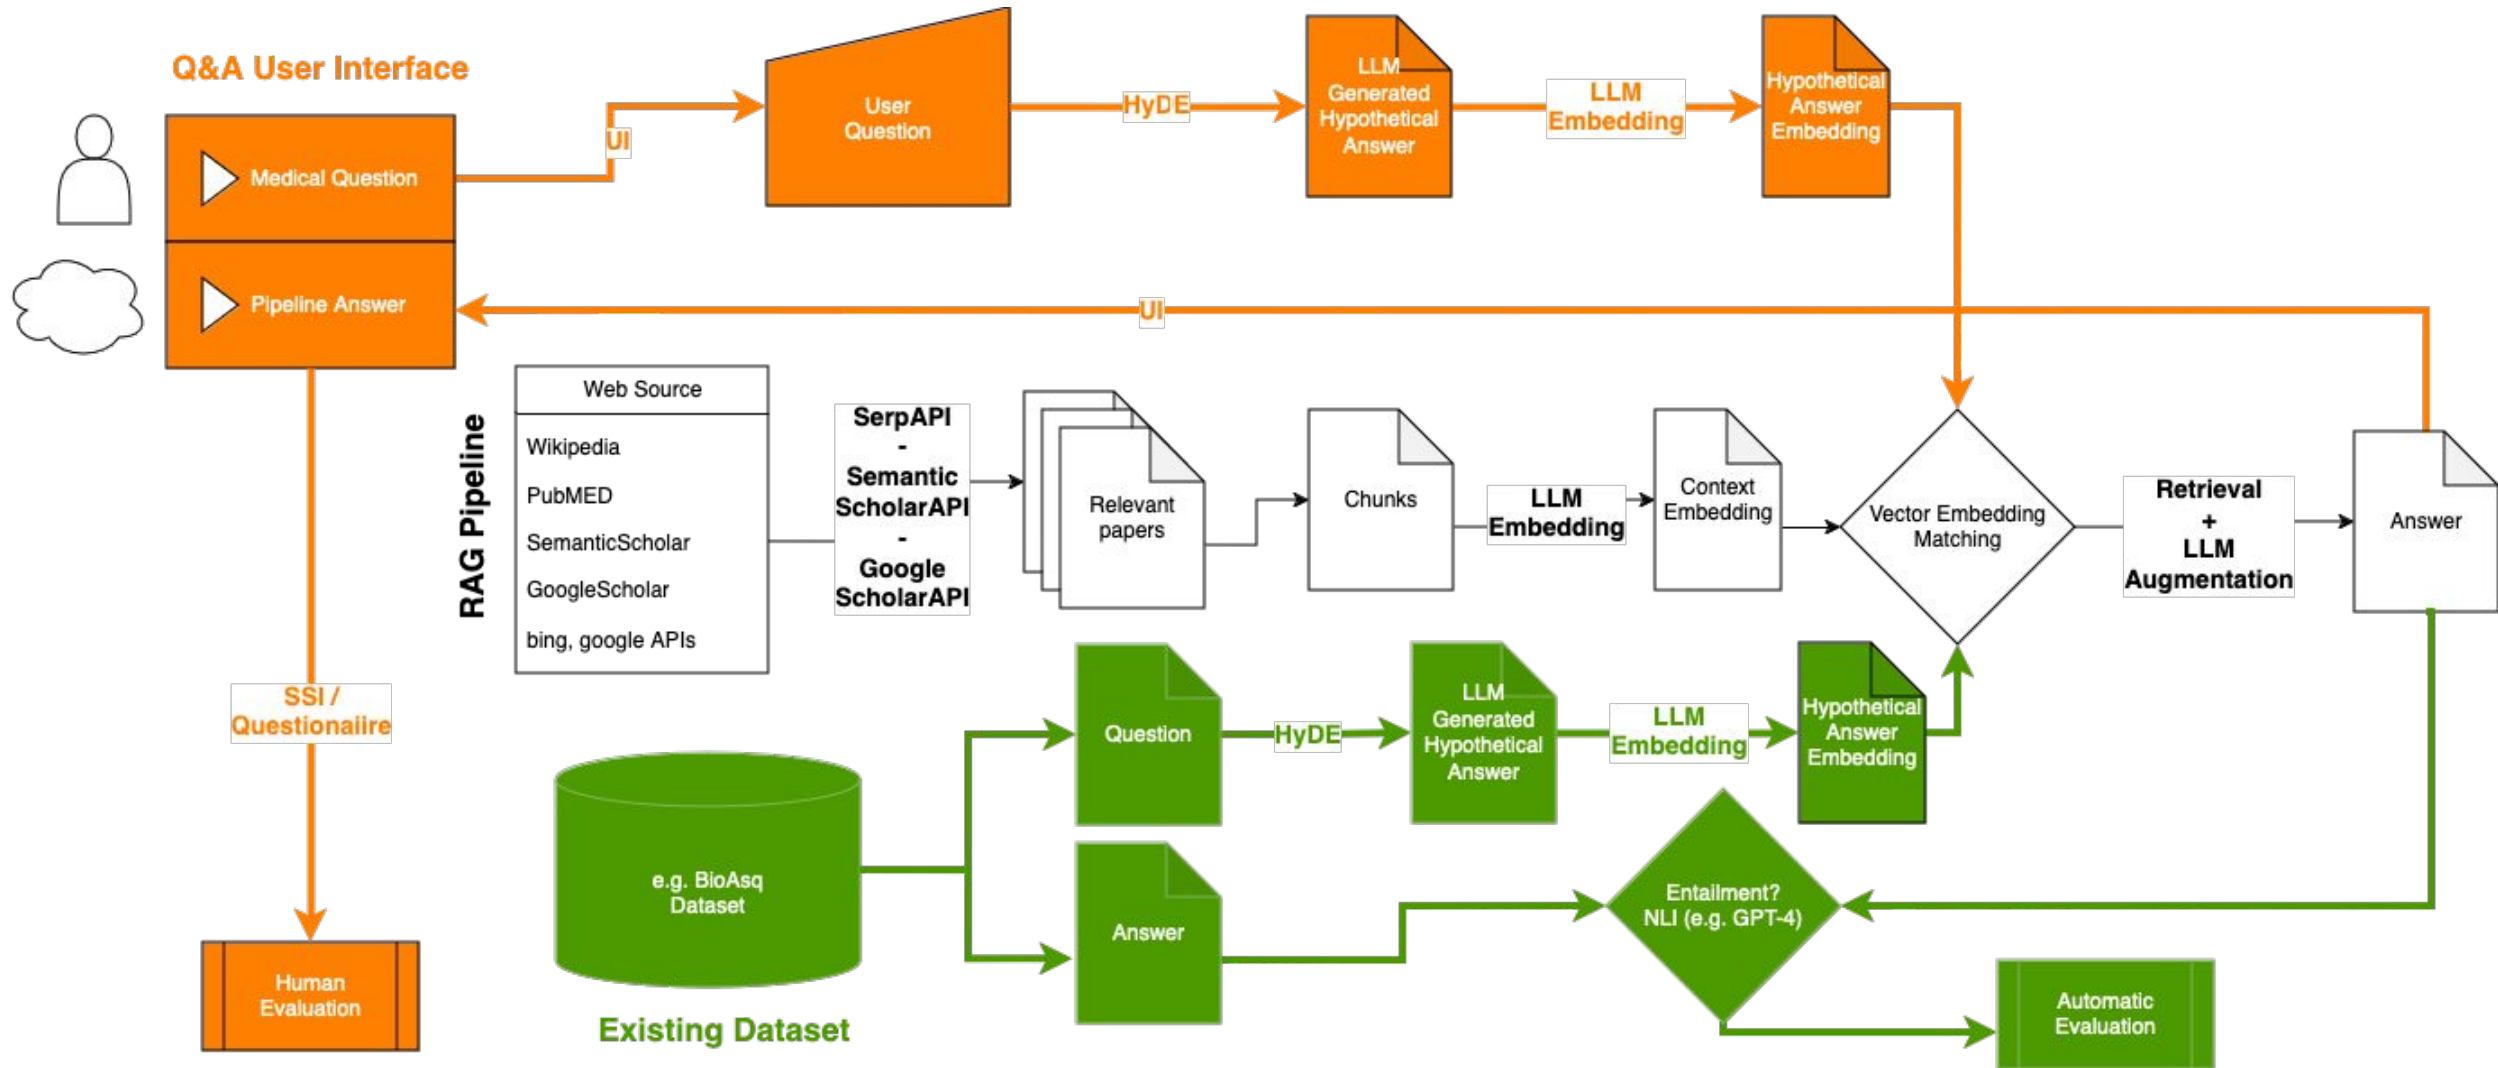 Q&A User Interface
Medical Question
Pipeline Answer
UI
User
Question
HyDE
LLM
Generated
Hypothetical
Answer
LLM
Embedding
Hypothetical
Answer
Embedding
UI
RAG Pipeline
Web Source
Wikipedia
PubMED
SemanticScholar
GoogleScholar
bing, google APIs
SerpAPI
-
Semantic
ScholarAPI
-
Google
ScholarAPI
Relevant
papers
Chunks
LLM
Embedding
Context
Embedding
Vector Embedding
Matching
Retrieval
+
LLM
Augmentation
Answer
SSI /
Questionaiire
Human
Evaluation
e.g. BioAsq
Dataset
Existing Dataset
Question
HyDE
LLM
Generated
Hypothetical
Answer
LLM
Embedding
Hypothetical
Answer
Embedding
Answer
Entailment?
NLI (e.g. GPT-4)
Automatic
Evaluation